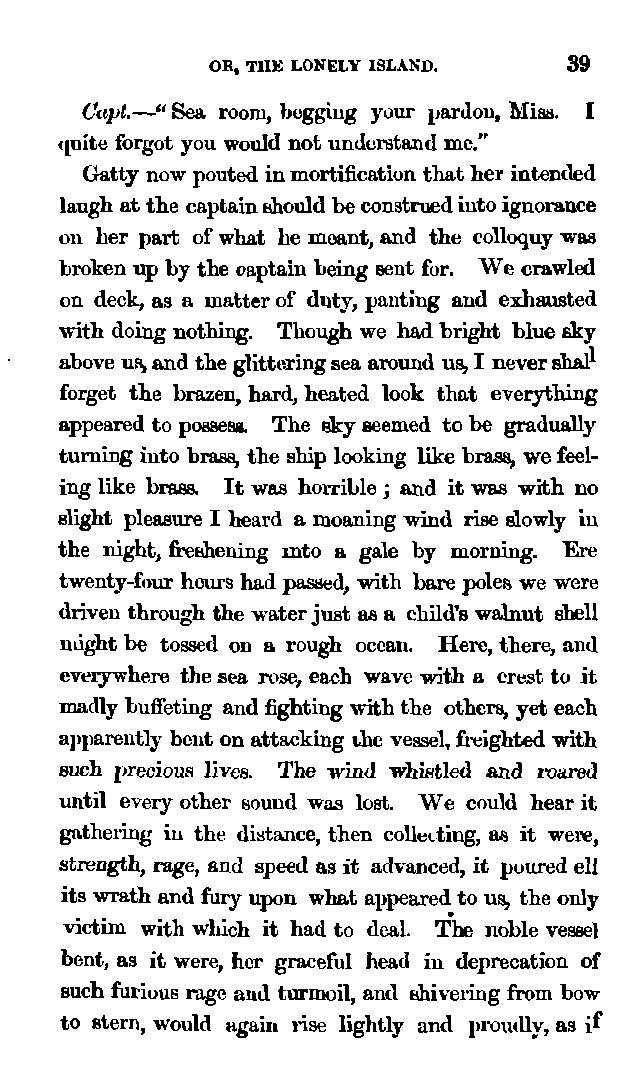 OR, THE LONELY ISLAND. 39
Capt.—"Sea room, begging your pardon, Miss. I
quite forgot you would not understand me."
Gatty now pouted in mortification that her intended
laugh at the captain should be construed into ignorance
on her part of what he meant, and the colloquy was
broken up by the captain being sent for. We crawled
on deck, as a matter of duty, panting and exhausted
with doing nothing. Though we had bright blue sky
above us, and the glittering sea around us, I never shall
forget the brazen, hard, heated look that everything
appeared to possess. The sky seemed to be gradually
turning into brass, the ship looking like brass, we feel-
ing like brass. It was horrible; and it was with no
slight pleasure I heard a moaning wind rise slowly in
the night, freshening into a gale by morning. Ere
twenty-four hours had passed, with bare poles we were
driven through the water just as a child's walnut shell
might be tossed on a rough ocean. Here, there, and
everywhere the sea rose, each wave with a crest to it
madly buffeting and fighting with the others, yet each
apparently bent on attacking the vessel, freighted with
such precious lives. The wind whistled and roared
until every other sound was lost. We could hear it
gathering in the distance, then collecting, as it were,
strength, rage, and speed as it advanced, it poured all
its wrath and fury upon what appeared to us, the only
victim with which it had to deal. The noble vessel
bent, as it were, her graceful head in deprecation of
such furious rage and turmoil, and shivering from bow
to stern, would again rise lightly and proudly, as if